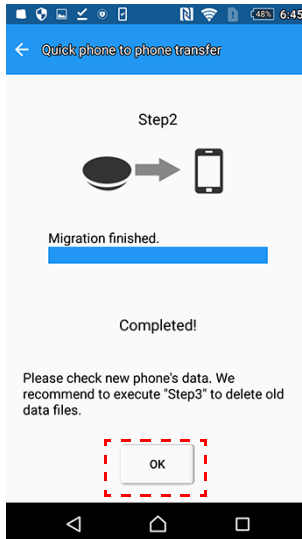 48% 6:45
Quick phone to phone transfer
Step2
Migration finished.
Completed!
Please check new phone's data. We
recommend to execute "Step3" to delete old
data files.
OK